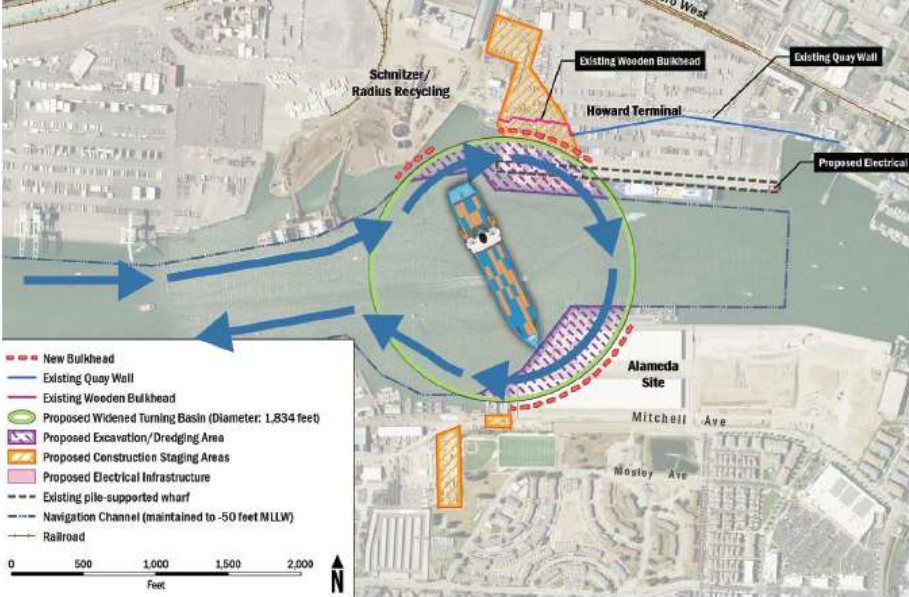 ro West
Schnitzer/
Radius Recycling
Existing Wooden Bulkhead
Existing Quay Wall
Howard Terminal
Proposed Electrical
Alameda
Site
Mitchell Ave
Mosley Ave
New Bulkhead
Existing Quay Wall
Existing Wooden Bulkhead
Proposed Widened Turning Basin (Diameter: 1,834 feet)
Proposed Excavation/Dredging Area
Proposed Construction Staging Areas
Proposed Electrical Infrastructure
Existing pile-supported wharf
Navigation Channel (maintained to -50 feet MLLW)
Railroad
0 500 1,000 1,500 2,000
Feet
N